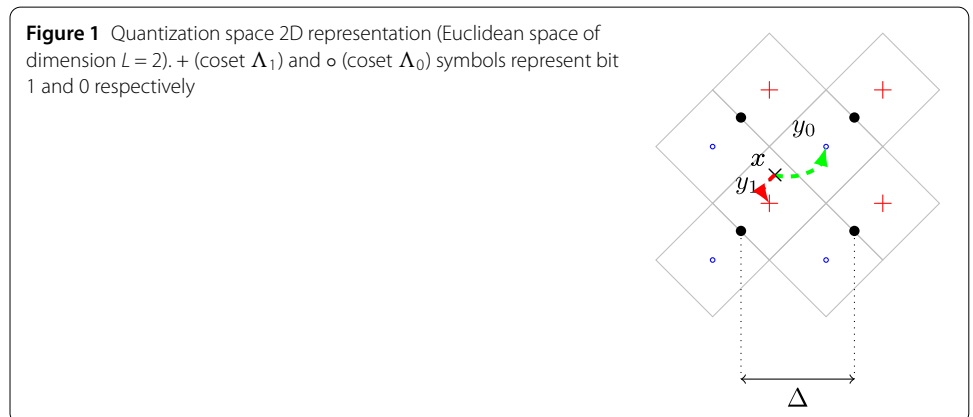 Figure 1 Quantization space 2D representation (Euclidean space of
dimension L = 2). + (coset Λ₁) and ∘ (coset Λ₀) symbols represent bit
1 and 0 respectively
y₀
x
y₁
Δ